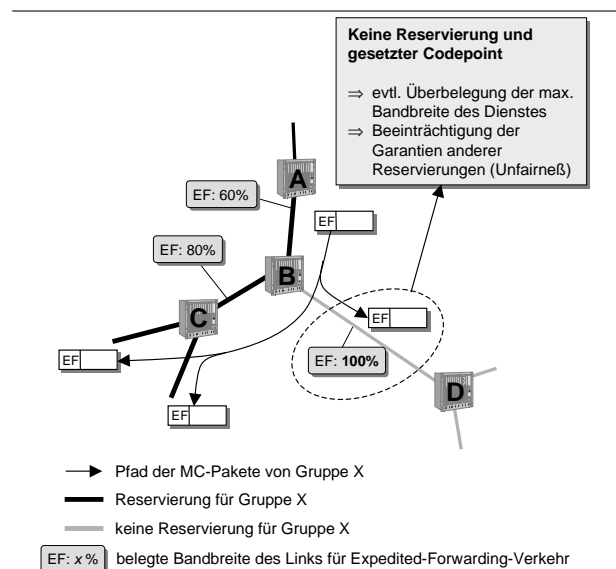 Keine Reservierung und
gesetzter Codepoint
⇒ evtl. Überbelegung der max.
Bandbreite des Dienstes
⇒ Beeinträchtigung der
Garantien anderer
Reservierungen (Unfairneß)
A
EF: 60%
EF
EF: 80%
B
C
EF
EF
EF: 100%
D
EF
Pfad der MC-Pakete von Gruppe X
Reservierung für Gruppe X
keine Reservierung für Gruppe X
EF: x % belegte Bandbreite des Links für Expedited-Forwarding-Verkehr